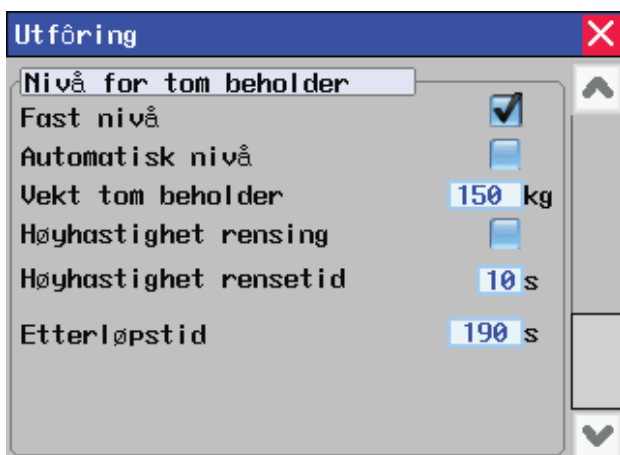 Utfôring
Nivå for tom beholder
Fast nivå
Automatisk nivå
Vekt tom beholder 150 kg
Høyhastighet rensing
Høyhastighet rensetid 10 s
Etterløpstid 190 s